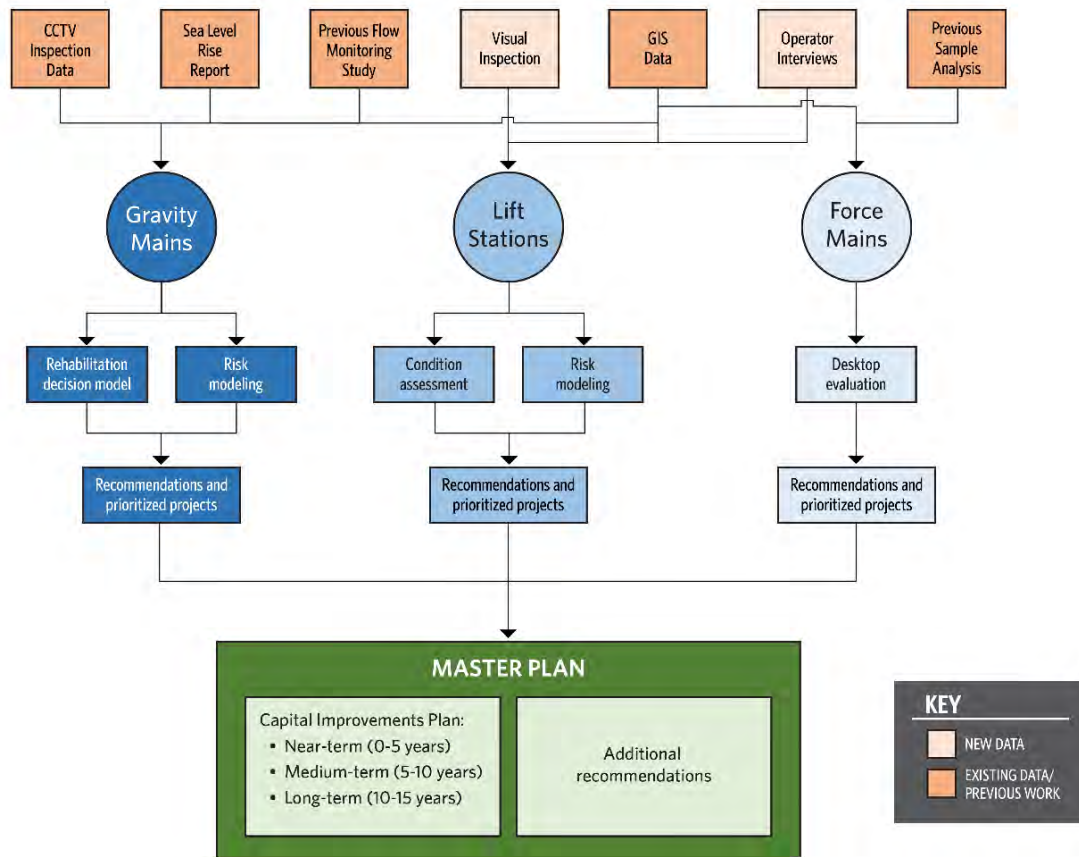 CCTV
Inspection
Data
Sea Level
Rise
Report
Previous Flow
Monitoring
Study
Visual
Inspection
GIS
Data
Operator
Interviews
Previous
Sample
Analysis
Gravity
Mains
Lift
Stations
Force
Mains
Rehabilitation
decision model
Risk
modeling
Condition
assessment
Risk
modeling
Desktop
evaluation
Recommendations and
prioritized projects
Recommendations and
prioritized projects
Recommendations and
prioritized projects
MASTER PLAN
Capital Improvements Plan:
▪ Near-term (0-5 years)
▪ Medium-term (5-10 years)
▪ Long-term (10-15 years)
Additional
recommendations
KEY
NEW DATA
EXISTING DATA/
PREVIOUS WORK